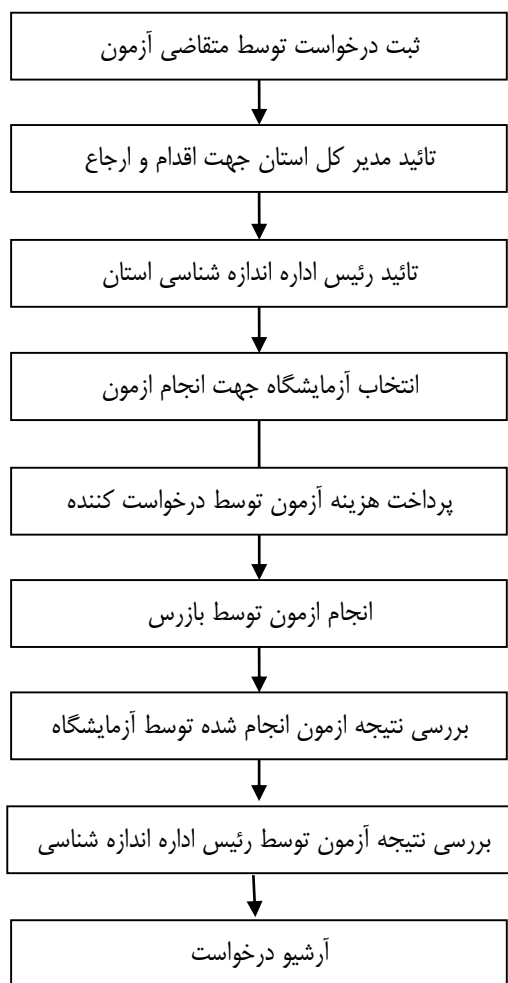 ثبت درخواست توسط متقاضی آزمون
تائید مدیر کل استان جهت اقدام و ارجاع
تائید رئیس اداره اندازه شناسی استان
انتخاب آزمایشگاه جهت انجام ازمون
پرداخت هزینه آزمون توسط درخواست کننده
انجام ازمون توسط بازرس
بررسی نتیجه ازمون انجام شده توسط آزمایشگاه
بررسی نتیجه آزمون توسط رئیس اداره اندازه شناسی
آرشیو درخواست